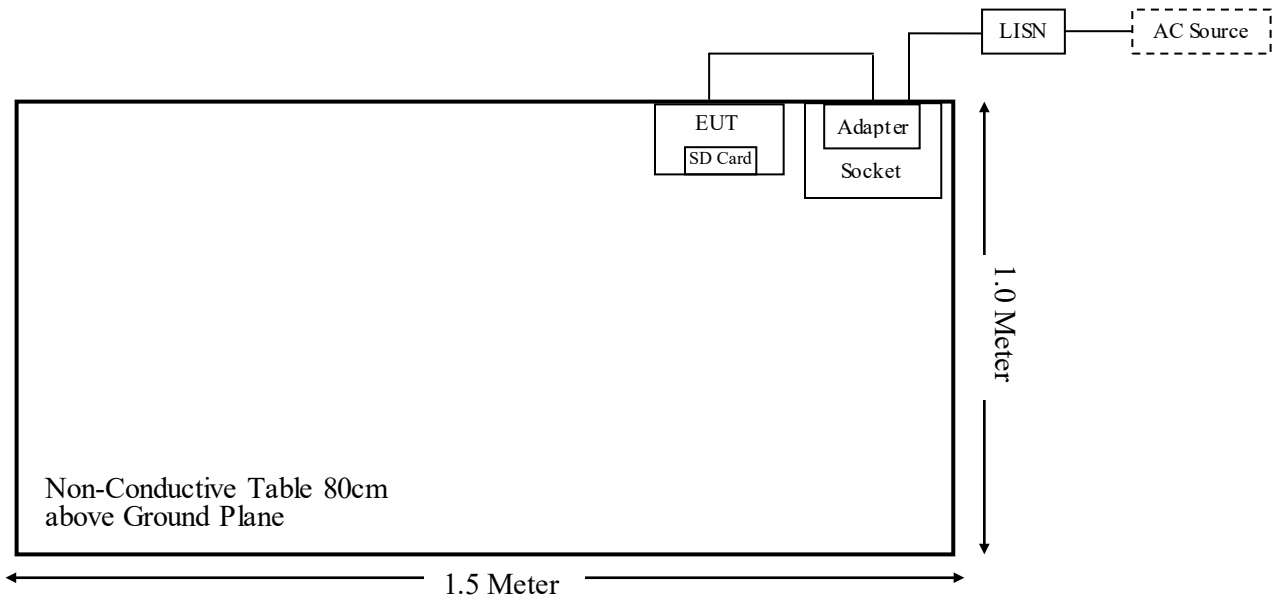 LISN
AC Source
EUT
Adapter
SD Card
Socket
1.0 Meter
Non-Conductive Table 80cm
above Ground Plane
1.5 Meter